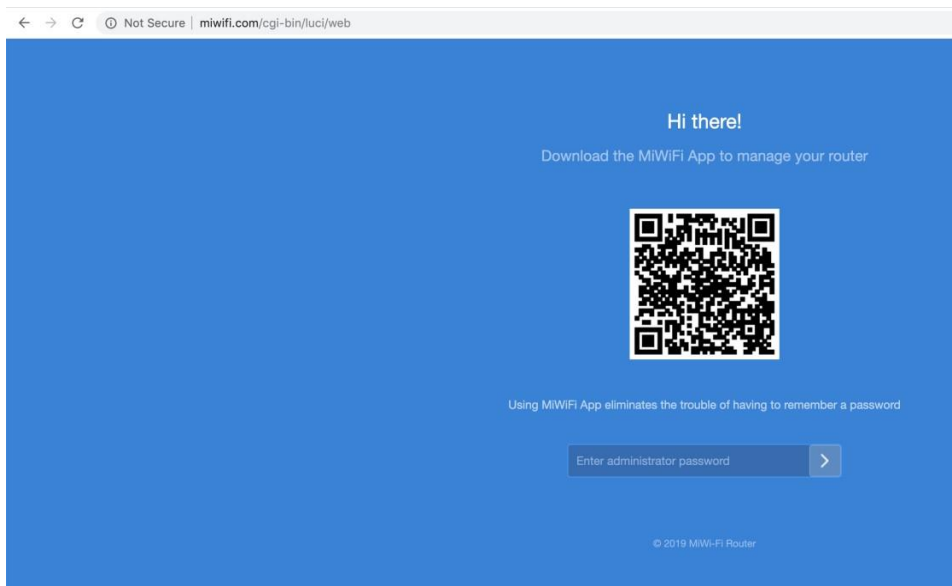 Not Secure | miwifi.com/cgi-bin/luci/web
Hi there!
Download the MiWiFi App to manage your router
Using MiWiFi App eliminates the trouble of having to remember a password
Enter administrator password
© 2019 MiWi-Fi Router